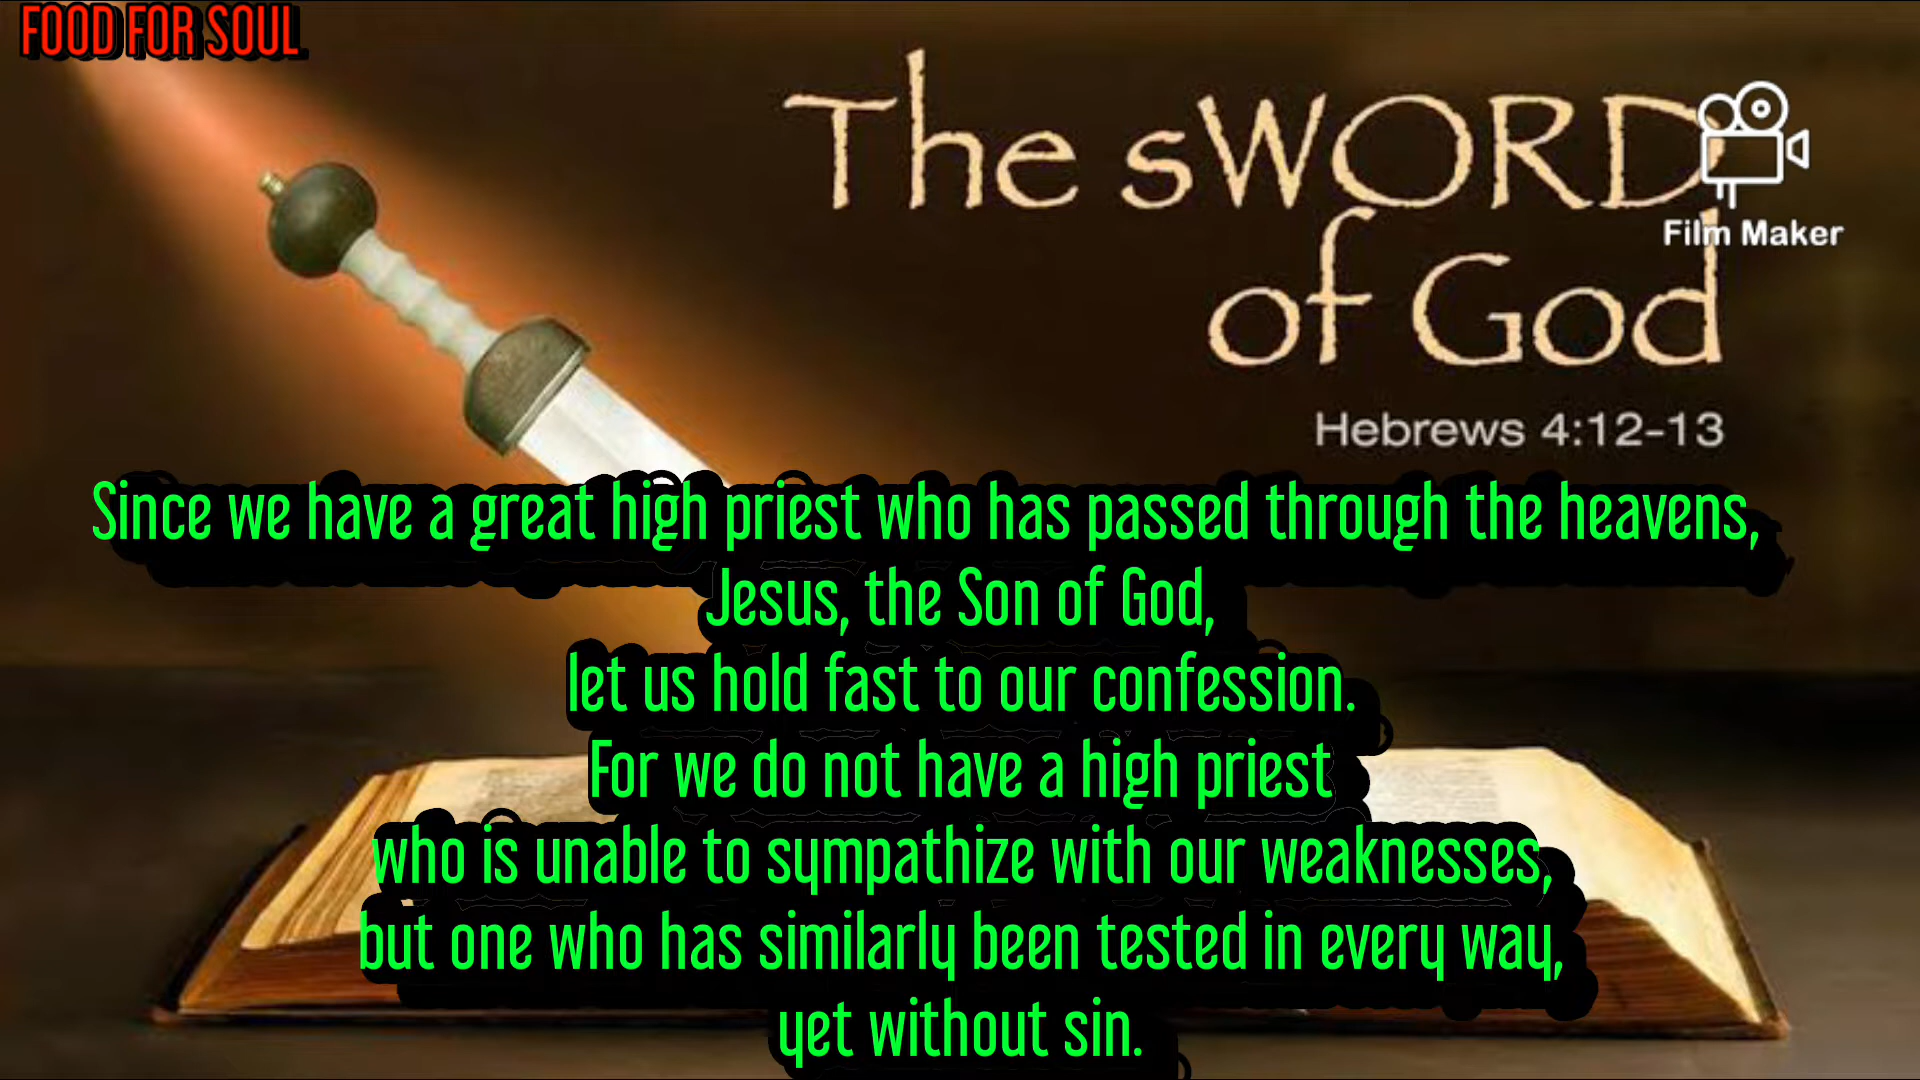 FOOD FOR SOUL
The sWORD
of God
Film Maker
Hebrews 4:12-13
Since we have a great high priest who has passed through the heavens,
Jesus, the Son of God,
let us hold fast to our confession.
For we do not have a high priest
who is unable to sympathize with our weaknesses,
but one who has similarly been tested in every way,
yet without sin.